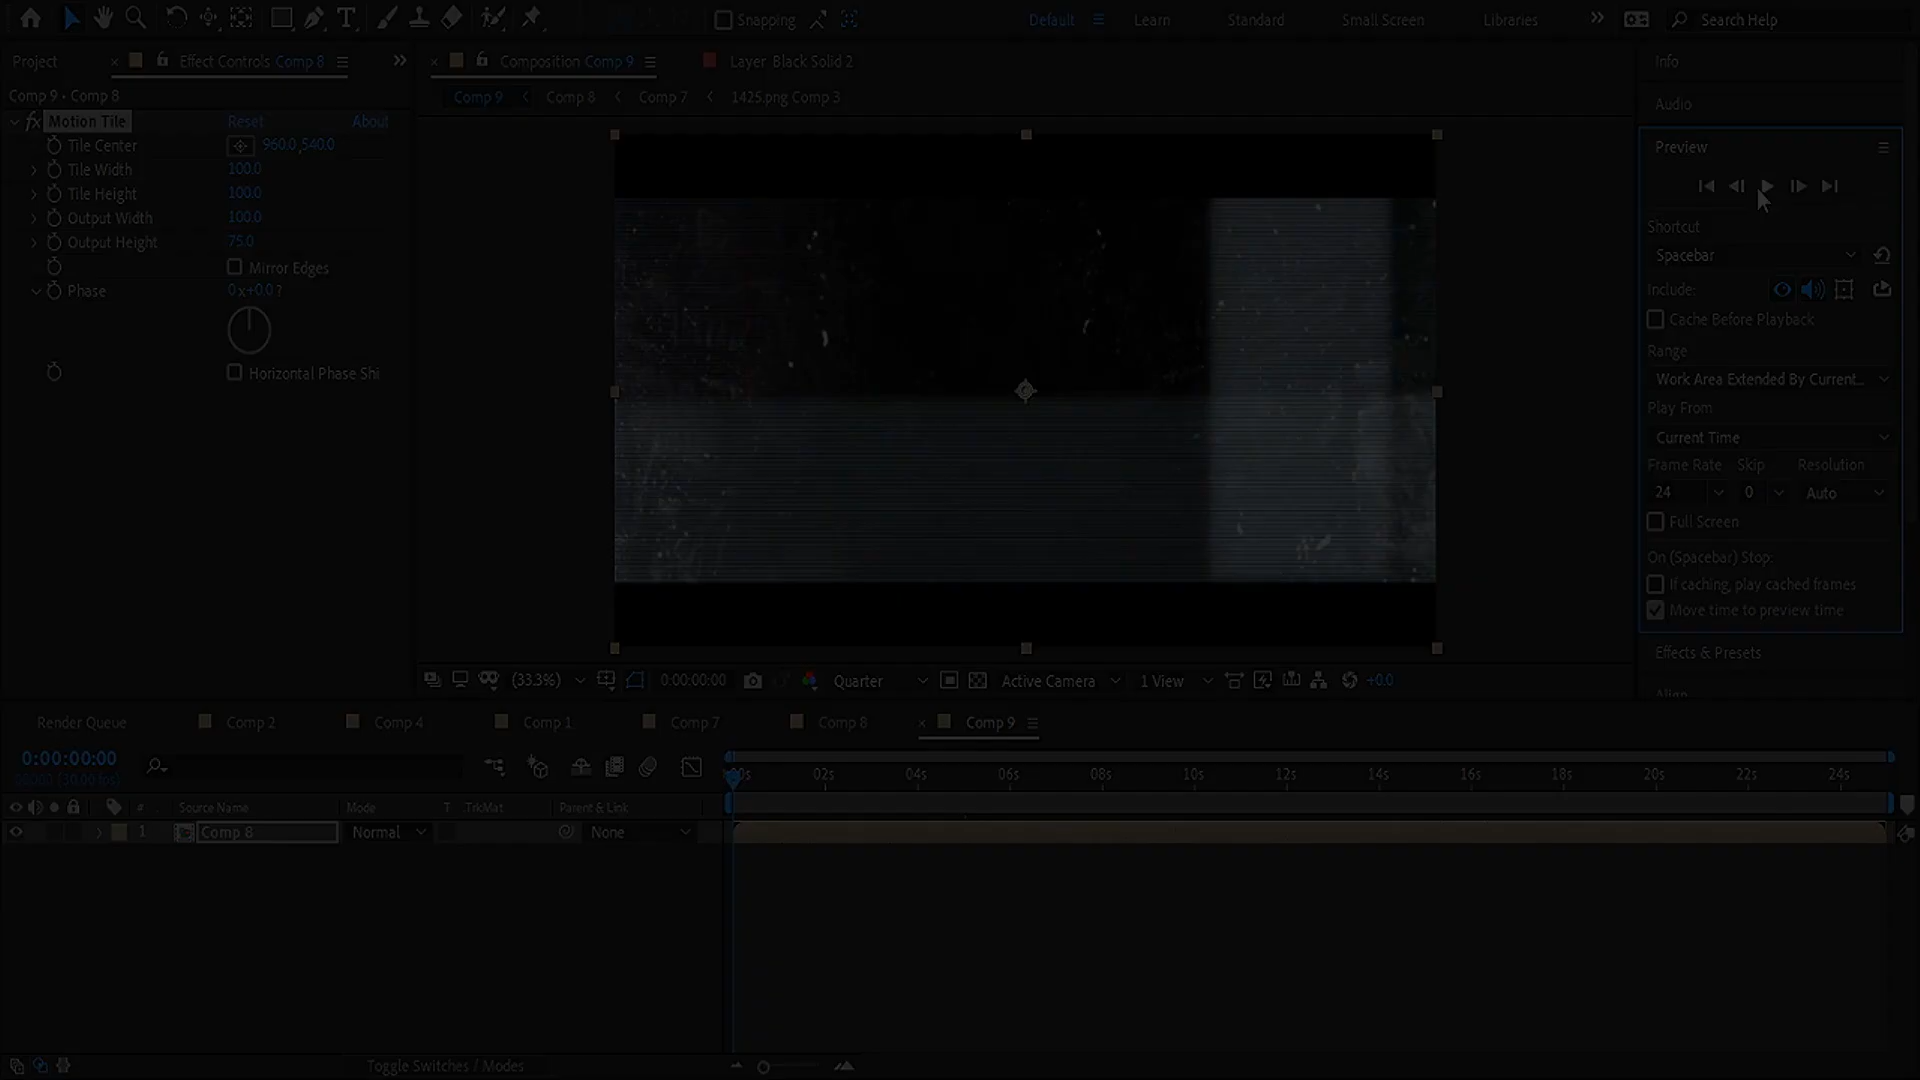 Snapping
Default
Learn
Standard
Small Screen
Libraries
Search Help
Project
Effect Controls Comp 8
Composition Comp 9
Layer Black Solid 2
Info
Comp 9 • Comp 8
Comp 9
Comp 8
Comp 7
1425.png Comp 3
Audio
fx Motion Tile
Reset
About
Tile Center
960.0,540.0
Tile Width
100.0
Tile Height
100.0
Output Width
100.0
Output Height
75.0
Mirror Edges
Phase
0x+0.0?
Horizontal Phase Shi
Preview
Shortcut
Spacebar
Include:
Cache Before Playback
Range
Work Area Extended By Current...
Play From
Current Time
Frame Rate Skip Resolution
24 0 Auto
Full Screen
On (Spacebar) Stop:
If caching, play cached frames
Move time to preview time
Effects & Presets
Align
(33.3%)
0:00:00:00
Quarter
Active Camera
1 View
+0.0
Render Queue
Comp 2
Comp 4
Comp 1
Comp 7
Comp 8
Comp 9
0:00:00:00
00000 (30.00 fps)
02s 04s 06s 08s 10s 12s 14s 16s 18s 20s 22s 24s
# Source Name Mode T TrkMat Parent & Link
1 Comp 8 Normal None
Toggle Switches / Modes